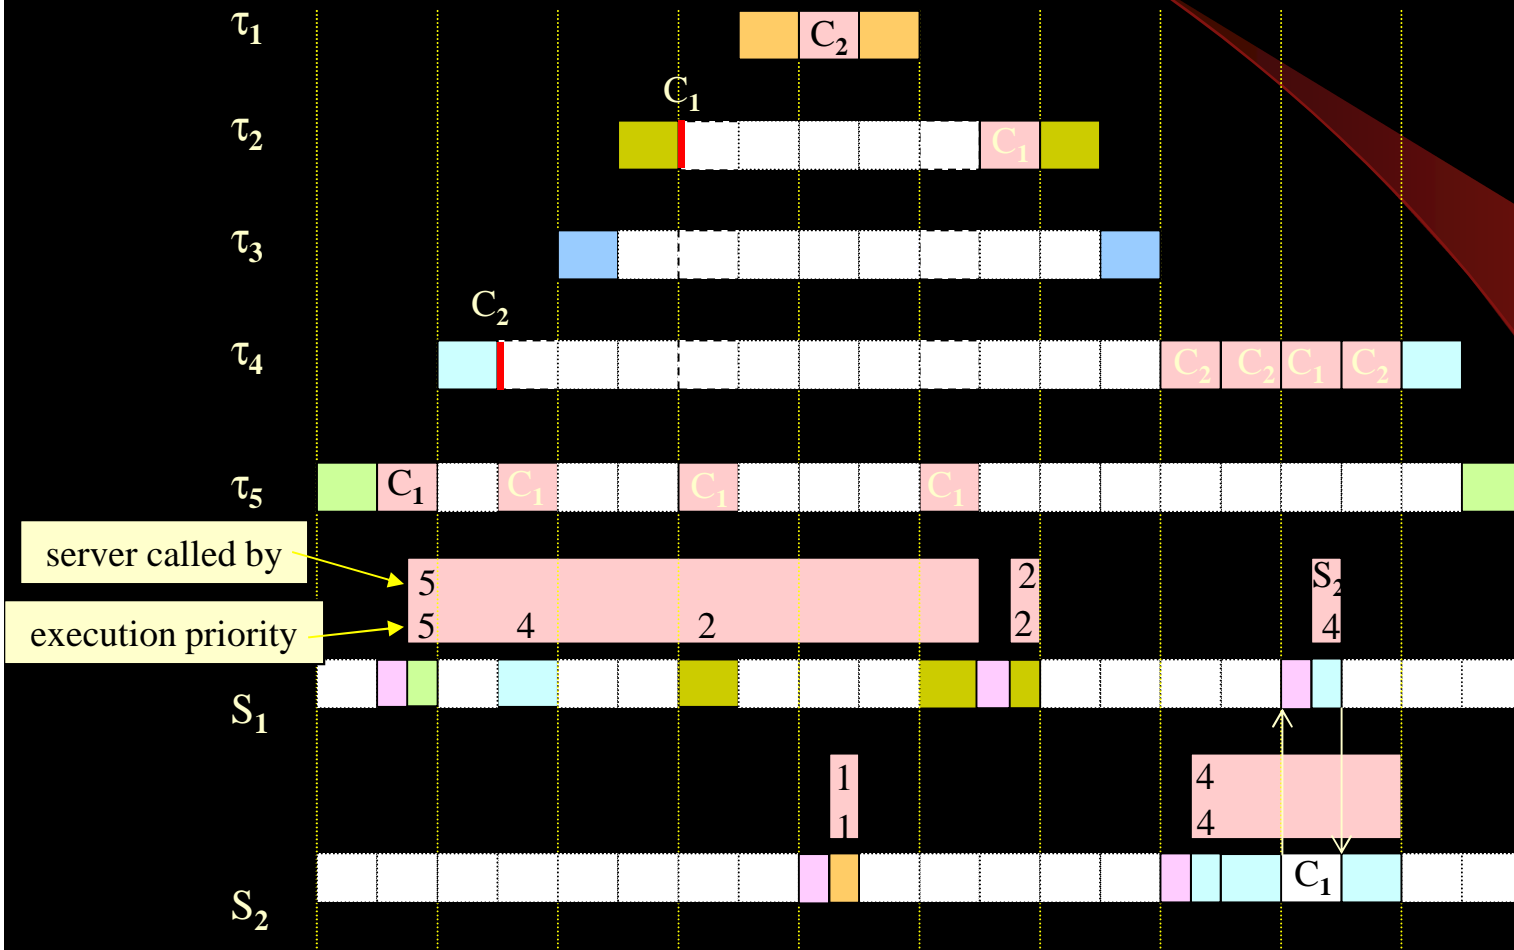 τ₁ C₂
C₁
τ₂ C₁
τ₃
C₂
τ₄ C₂ C₂ C₁ C₂
τ₅ C₁ C₁ C₁ C₁
server called by 5 2 S₂
execution priority 5 4 2 2 4
S₁
1 4
1 4
C₁
S₂